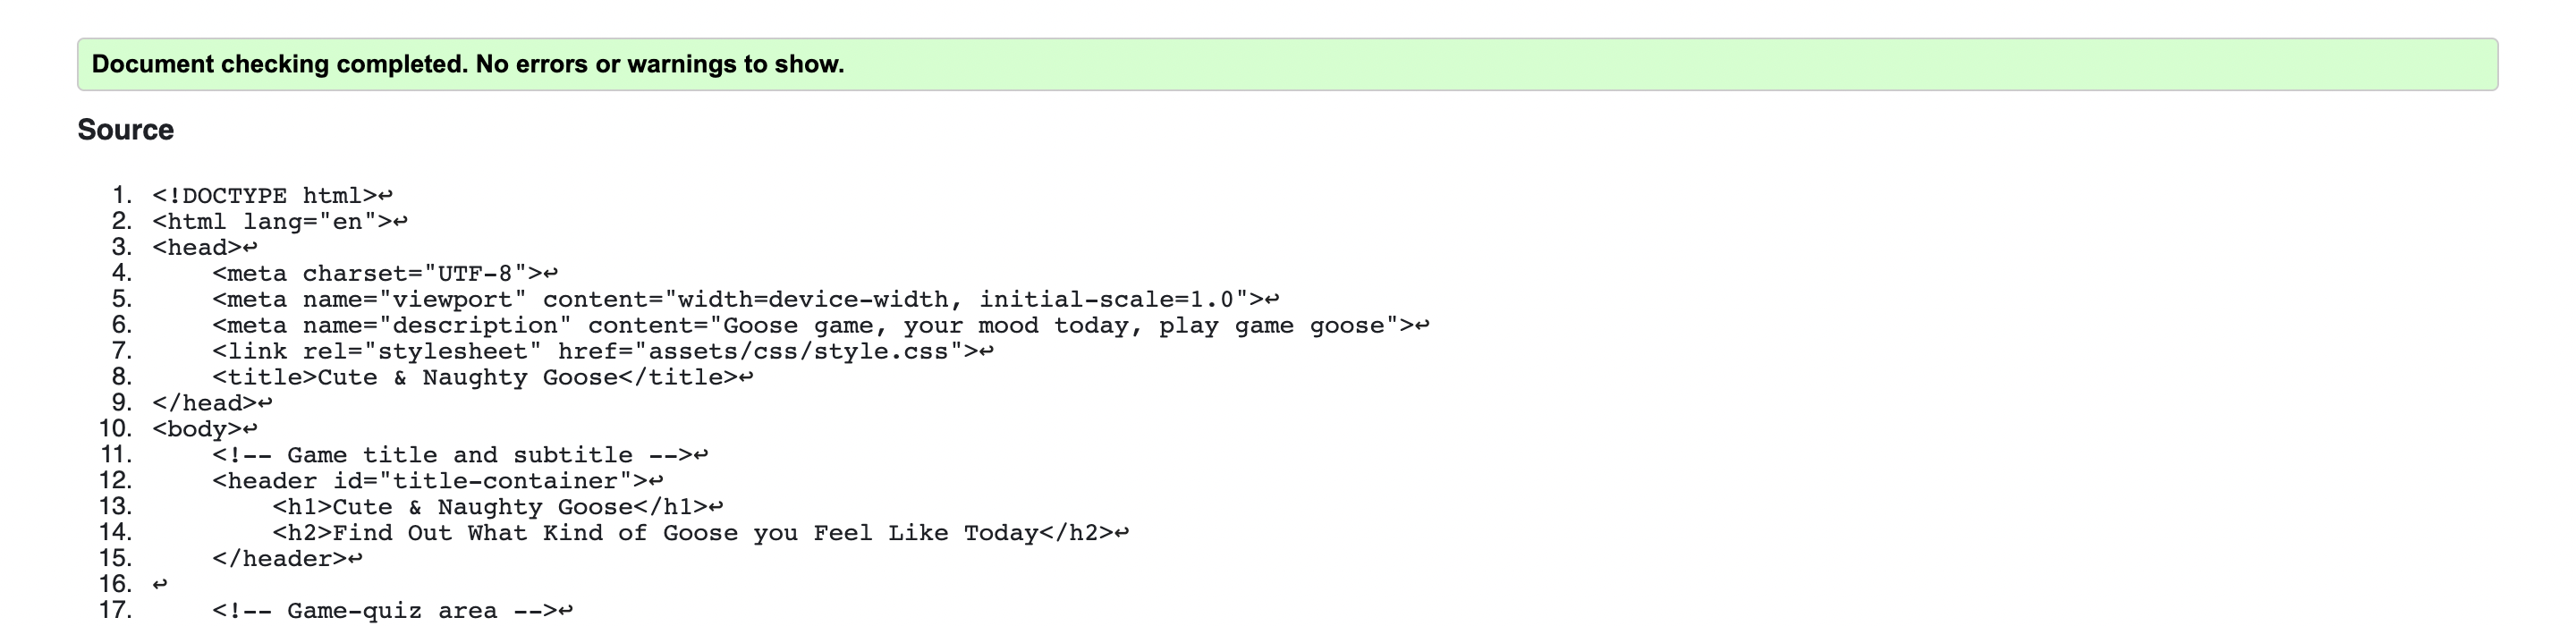 Document checking completed. No errors or warnings to show.
Source
1. <!DOCTYPE html>↩
2. <html lang="en">↩
3. <head>↩
4.     <meta charset="UTF-8">↩
5.     <meta name="viewport" content="width=device-width, initial-scale=1.0">↩
6.     <meta name="description" content="Goose game, your mood today, play game goose">↩
7.     <link rel="stylesheet" href="assets/css/style.css">↩
8.     <title>Cute & Naughty Goose</title>↩
9. </head>↩
10. <body>↩
11.     <!-- Game title and subtitle -->↩
12.     <header id="title-container">↩
13.         <h1>Cute & Naughty Goose</h1>↩
14.         <h2>Find Out What Kind of Goose you Feel Like Today</h2>↩
15.     </header>↩
16. ↩
17.     <!-- Game-quiz area -->↩